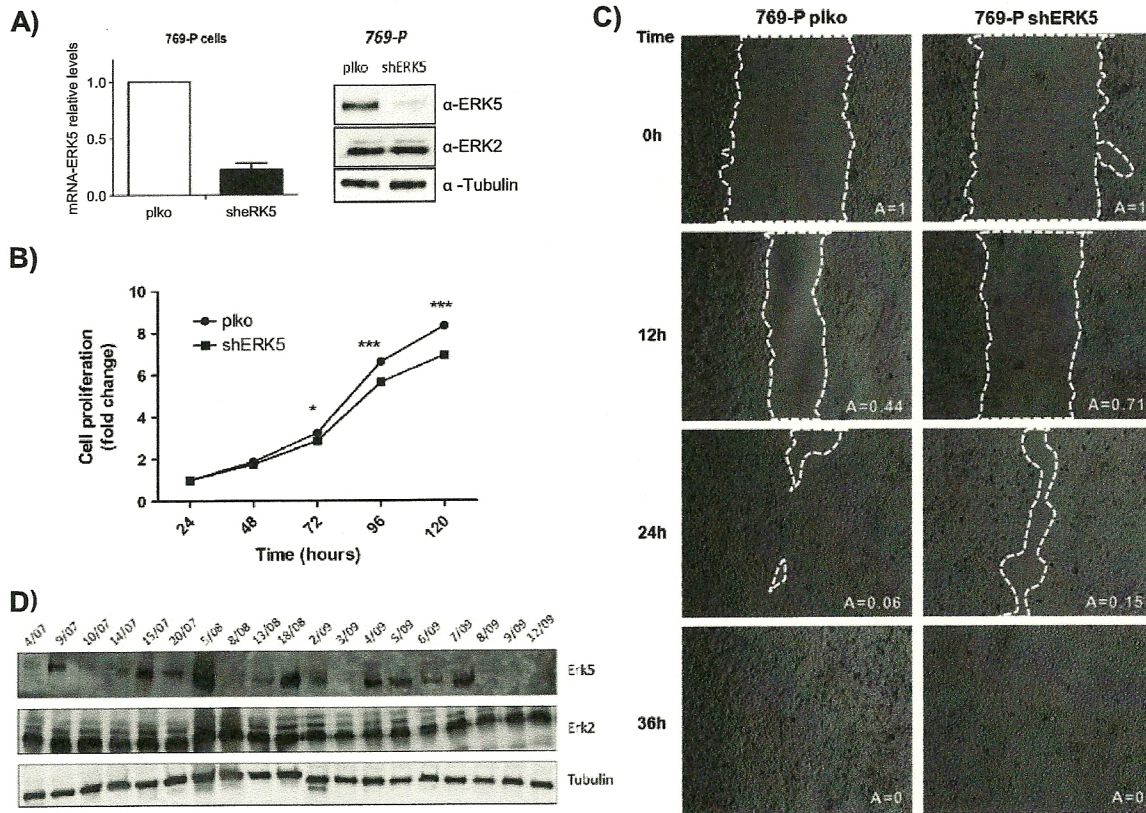 A)
769-P cells
mRNA-ERK5 relative levels
1.0
0.5
0.0
plko
sheRK5
769-P
plko shERK5
α-ERK5
α-ERK2
α -Tubulin
B)
Cell proliferation
(fold change)
10
8
6
4
2
0
plko
shERK5
*
***
***
24
48
72
96
120
Time (hours)
C)
769-P plko
769-P shERK5
Time
0h
A=1
A=1
12h
A=0.44
A=0.71
24h
A=0.06
A=0.15
36h
A=0
A=0
D)
4/07 9/07 10/07 14/07 15/07 20/07 5/08 8/08 13/08 18/08 2/09 3/09 4/09 5/09 6/09 7/09 8/09 9/09 12/09
Erk5
Erk2
Tubulin